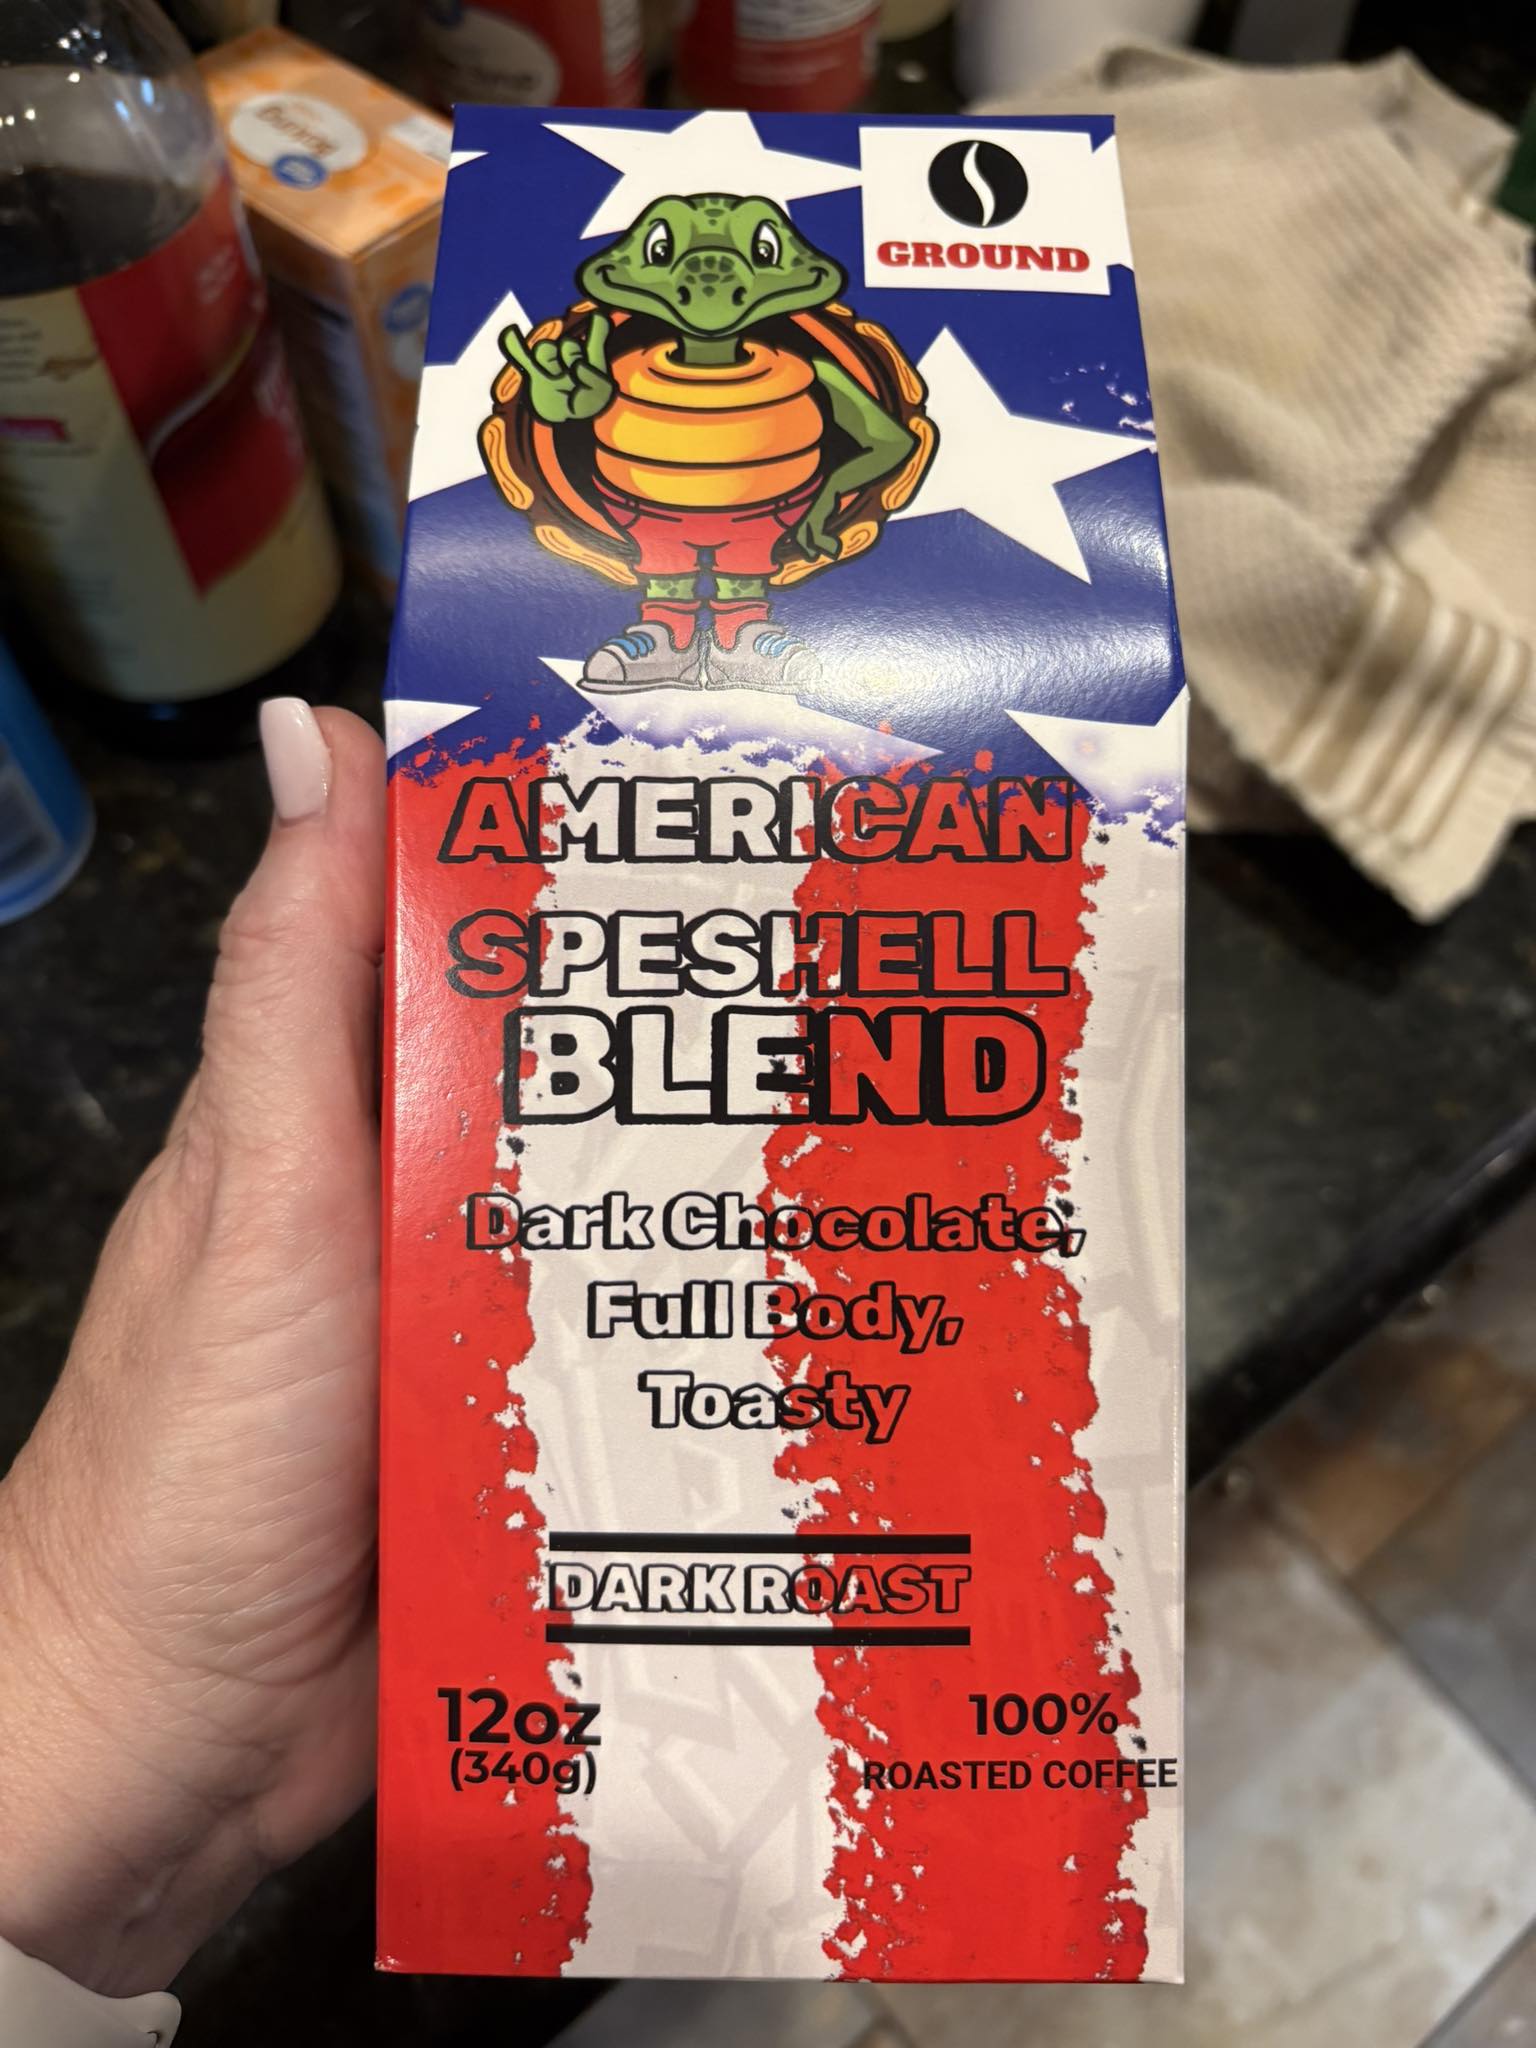 GROUND
AMERICAN
SPESHELL
BLEND
Dark Chocolate,
Full Body,
Toasty
DARK ROAST
12oz
(340g)
100%
ROASTED COFFEE